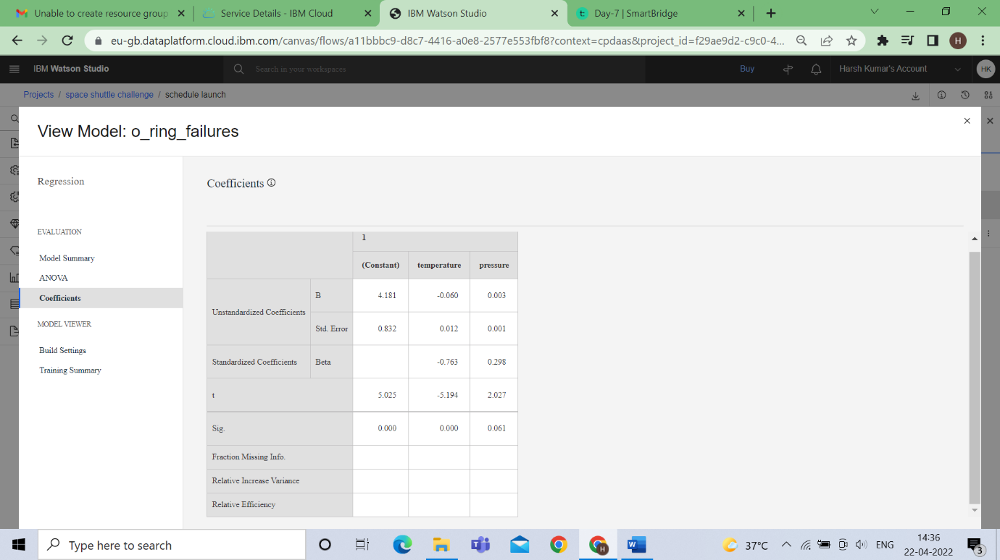 Unable to create resource group
Service Details - IBM Cloud
IBM Watson Studio
t: Day-7 | SmartBridge
eu-gb.dataplatform.cloud.ibm.com/canvas/flows/a11bbbc9-d8c7-4416-a0e8-2577e553fbf8?context=cpdaas&project_id=f29ae9d2-c9c0-4...
H
IBM Watson Studio
Search in your workspaces
Buy
Harsh Kumar's Account
HK
Projects / space shuttle challenge / schedule launch
View Model: o_ring_failures
Regression
EVALUATION
Model Summary
ANOVA
Coefficients
MODEL VIEWER
Build Settings
Training Summary
Coefficients
1
(Constant) temperature pressure
Unstandardized Coefficients B 4.181 -0.060 0.003
Std. Error 0.832 0.012 0.001
Standardized Coefficients Beta -0.763 0.298
t 5.025 -5.194 2.027
Sig. 0.000 0.000 0.061
Fraction Missing Info.
Relative Increase Variance
Relative Efficiency
Type here to search
H
W
37°C
ENG
14:36
22-04-2022
3